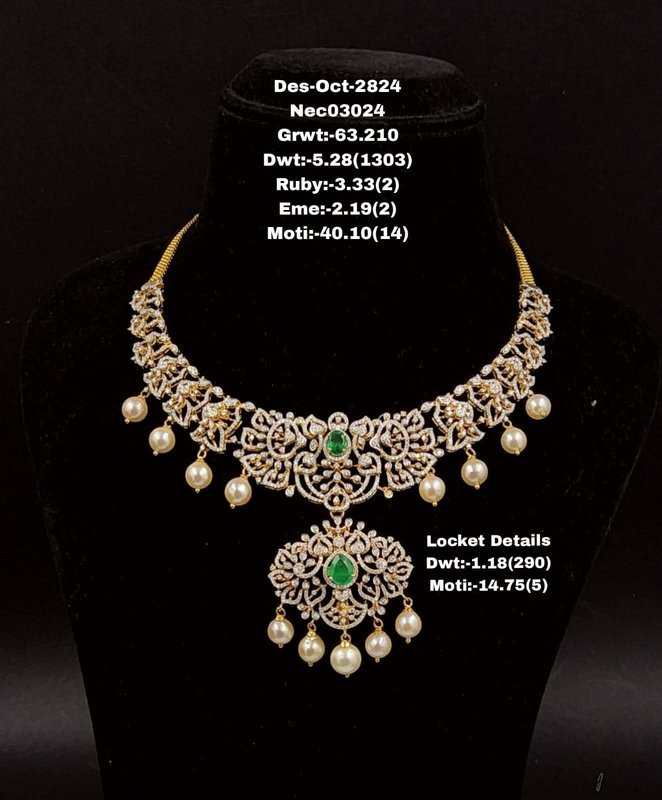 Des-Oct-2824
Nec03024
Grwt:-63.210
Dwt:-5.28(1303)
Ruby:-3.33(2)
Eme:-2.19(2)
Moti:-40.10(14)
Locket Details
Dwt:-1.18(290)
Moti:-14.75(5)